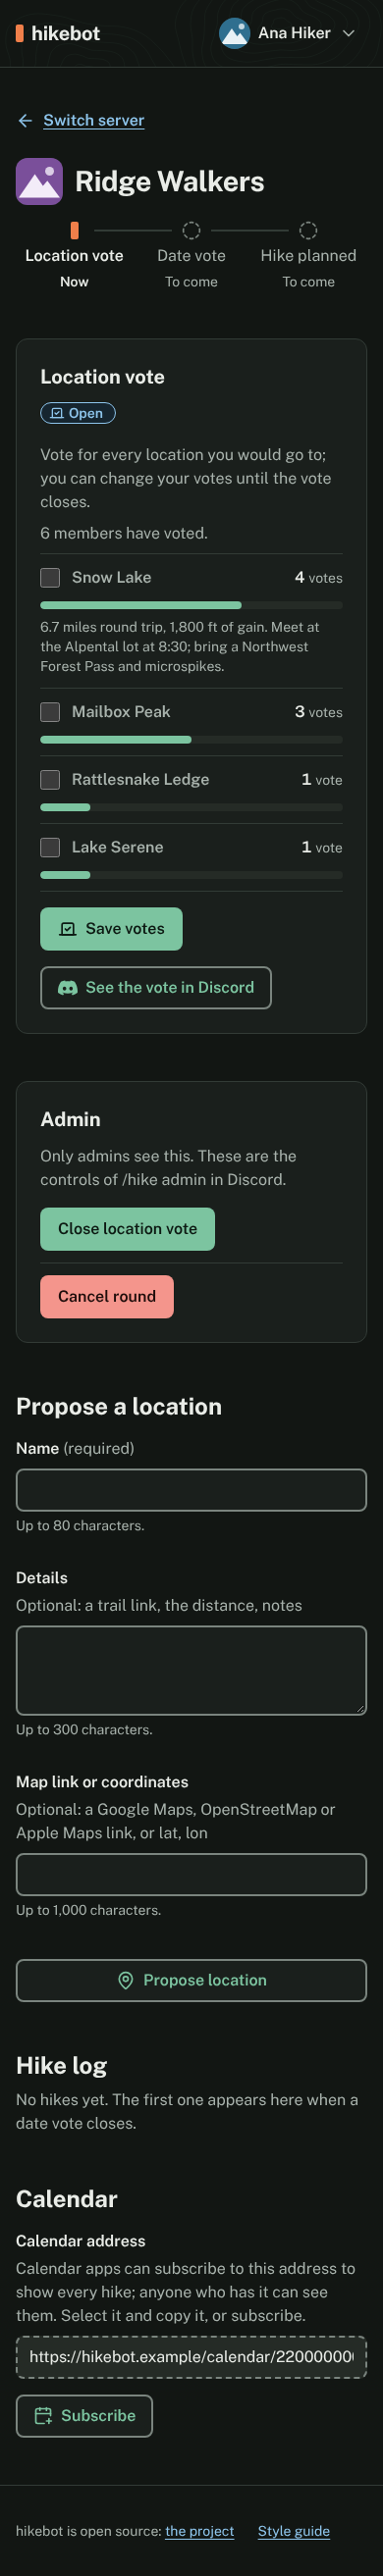 hikebot
Ana Hiker
Switch server
Ridge Walkers
Location vote Date vote Hike planned
Now To come To come
Location vote
Open
Vote for every location you would go to;
you can change your votes until the vote
closes.
6 members have voted.
Snow Lake 4 votes
6.7 miles round trip, 1,800 ft of gain. Meet at
the Alpental lot at 8:30; bring a Northwest
Forest Pass and microspikes.
Mailbox Peak 3 votes
Rattlesnake Ledge 1 vote
Lake Serene 1 vote
Save votes
See the vote in Discord
Admin
Only admins see this. These are the
controls of /hike admin in Discord.
Close location vote
Cancel round
Propose a location
Name (required)
Up to 80 characters.
Details
Optional: a trail link, the distance, notes
Up to 300 characters.
Map link or coordinates
Optional: a Google Maps, OpenStreetMap or
Apple Maps link, or lat, lon
Up to 1,000 characters.
Propose location
Hike log
No hikes yet. The first one appears here when a
date vote closes.
Calendar
Calendar address
Calendar apps can subscribe to this address to
show every hike; anyone who has it can see
them. Select it and copy it, or subscribe.
https://hikebot.example/calendar/220000000
Subscribe
hikebot is open source: the project Style guide